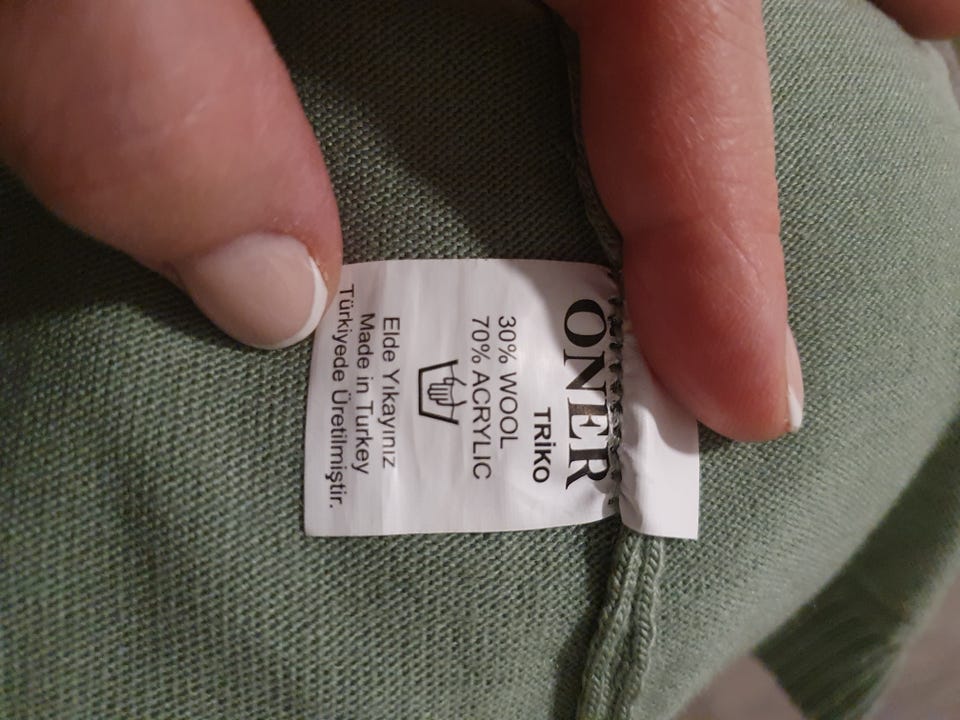 ONER
TRİKO
30% WOOL
70% ACRYLIC
Elde Yıkayınız
Made in Turkey
Türkiyede Üretilmiştir.